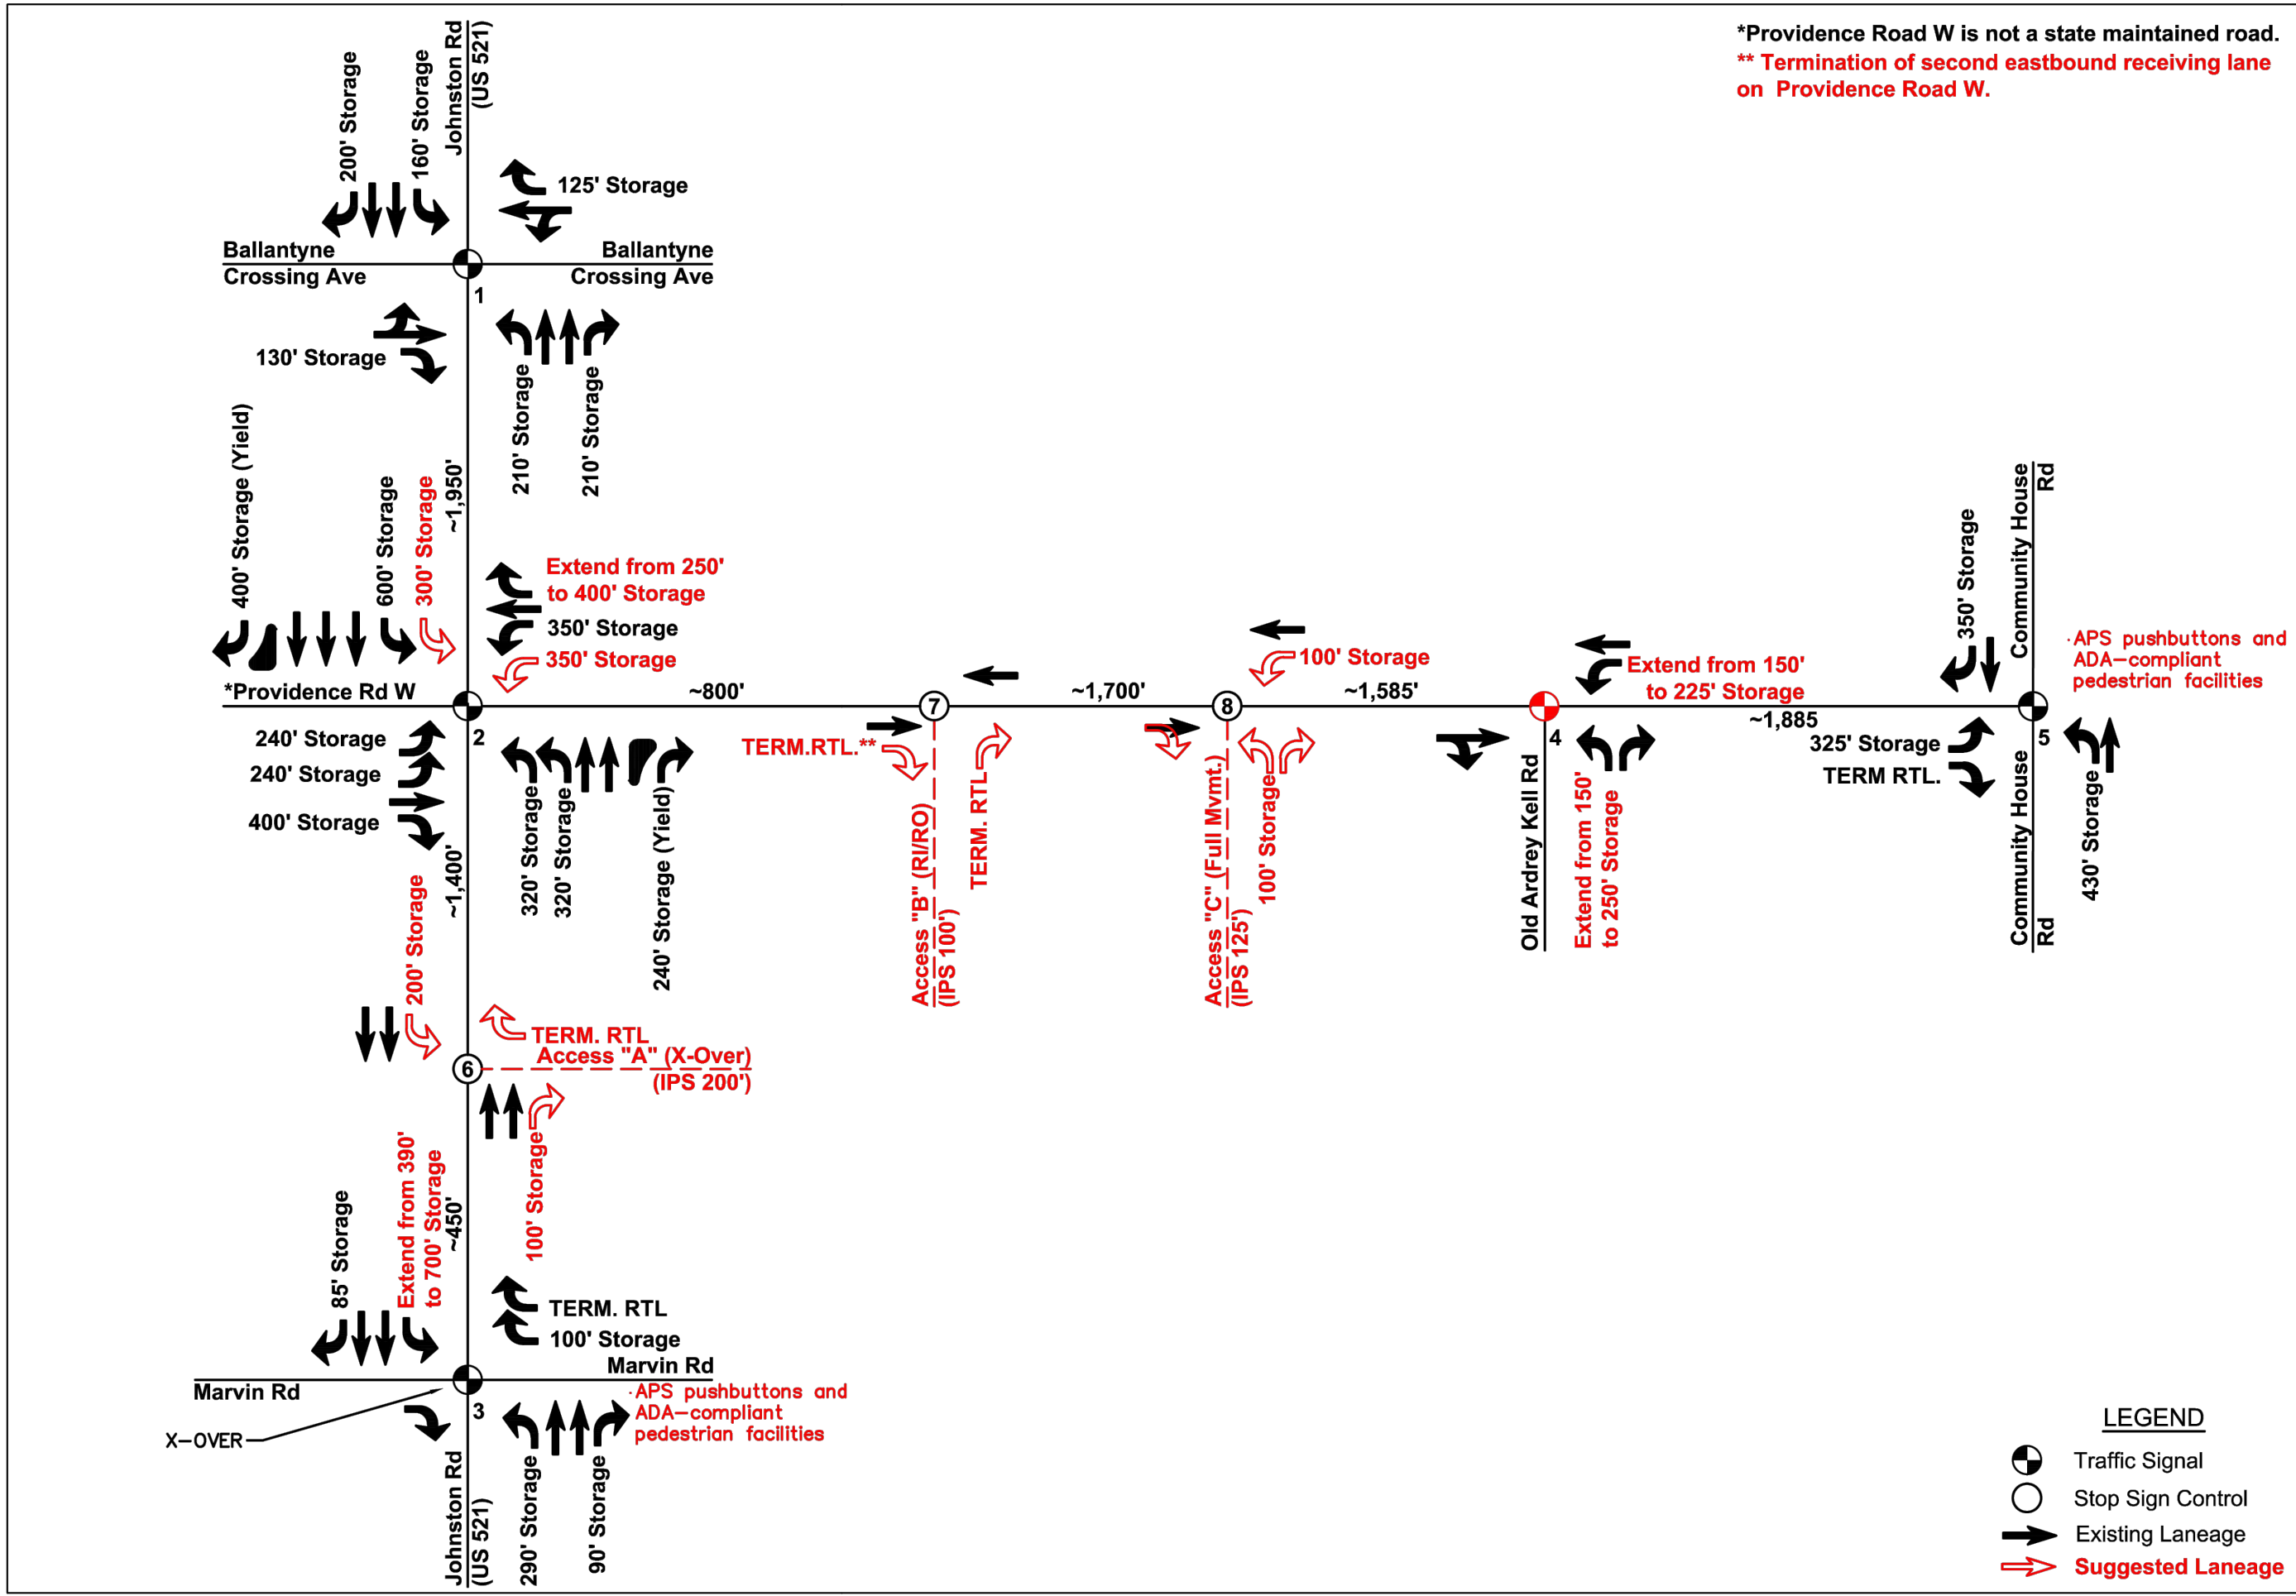 *Providence Road W is not a state maintained road.
** Termination of second eastbound receiving lane
on Providence Road W.
Johnston Rd
(US 521)
200' Storage
160' Storage
125' Storage
Ballantyne
Crossing Ave
Ballantyne
Crossing Ave
1
130' Storage
210' Storage
210' Storage
~1,950'
400' Storage (Yield)
600' Storage
300' Storage
Extend from 250'
to 400' Storage
350' Storage
350' Storage
*Providence Rd W
2
240' Storage
240' Storage
400' Storage
320' Storage
320' Storage
240' Storage (Yield)
~800'
7
TERM.RTL.**
TERM. RTL
Access "B" (RI/RO)
(IPS 100')
~1,700'
8
100' Storage
100' Storage
Access "C" (Full Mvmt.)
(IPS 125')
~1,585'
4
Extend from 150'
to 225' Storage
Old Ardrey Kell Rd
Extend from 150'
to 250' Storage
~1,885
350' Storage
Community House
Rd
APS pushbuttons and
ADA-compliant
pedestrian facilities
325' Storage
TERM RTL.
5
Community House
Rd
430' Storage
~1,400'
200' Storage
TERM. RTL
Access "A" (X-Over)
(IPS 200')
6
100' Storage
~450'
85' Storage
Extend from 390'
to 700' Storage
TERM. RTL
100' Storage
Marvin Rd
Marvin Rd
3
X-OVER
APS pushbuttons and
ADA-compliant
pedestrian facilities
Johnston Rd
(US 521)
290' Storage
90' Storage
LEGEND
Traffic Signal
Stop Sign Control
Existing Laneage
Suggested Laneage